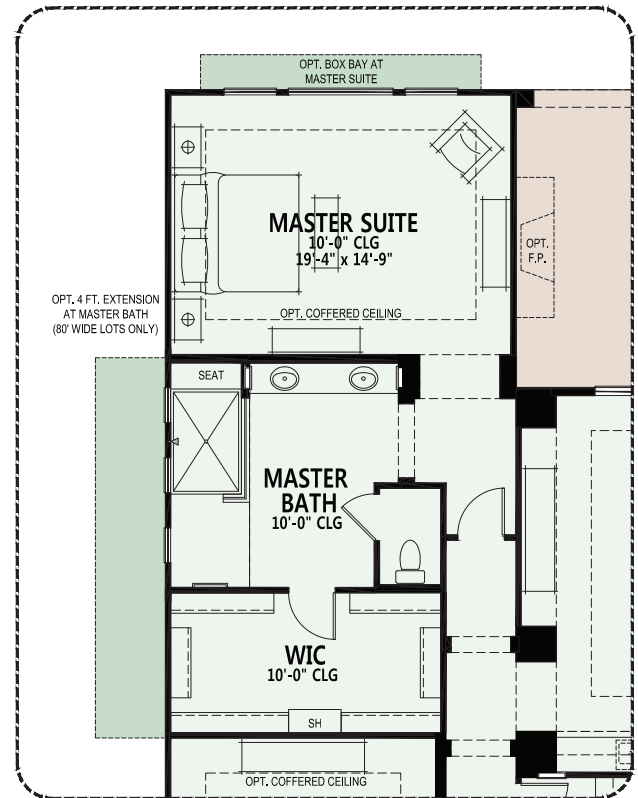 OPT. BOX BAY AT
MASTER SUITE
MASTER SUITE
10'-0" CLG
19'-4" x 14'-9"
OPT.
F.P.
OPT. 4 FT. EXTENSION
AT MASTER BATH
(80' WIDE LOTS ONLY)
OPT. COFFERED CEILING
SEAT
MASTER
BATH
10'-0" CLG
WIC
10'-0" CLG
SH
OPT. COFFERED CEILING